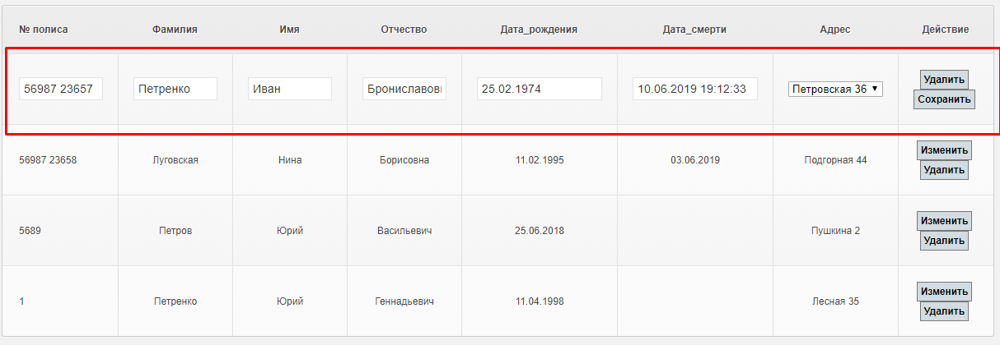 № полиса Фамилия Имя Отчество Дата_рождения Дата_смерти Адрес Действие
56987 23657 Петренко Иван Брониславов 25.02.1974 10.06.2019 19:12:33 Петровская 36 Удалить
Сохранить
56987 23658 Луговская Нина Борисовна 11.02.1995 03.06.2019 Подгорная 44 Изменить
Удалить
5689 Петров Юрий Васильевич 25.06.2018 Пушкина 2 Изменить
Удалить
1 Петренко Юрий Геннадьевич 11.04.1998 Лесная 35 Изменить
Удалить